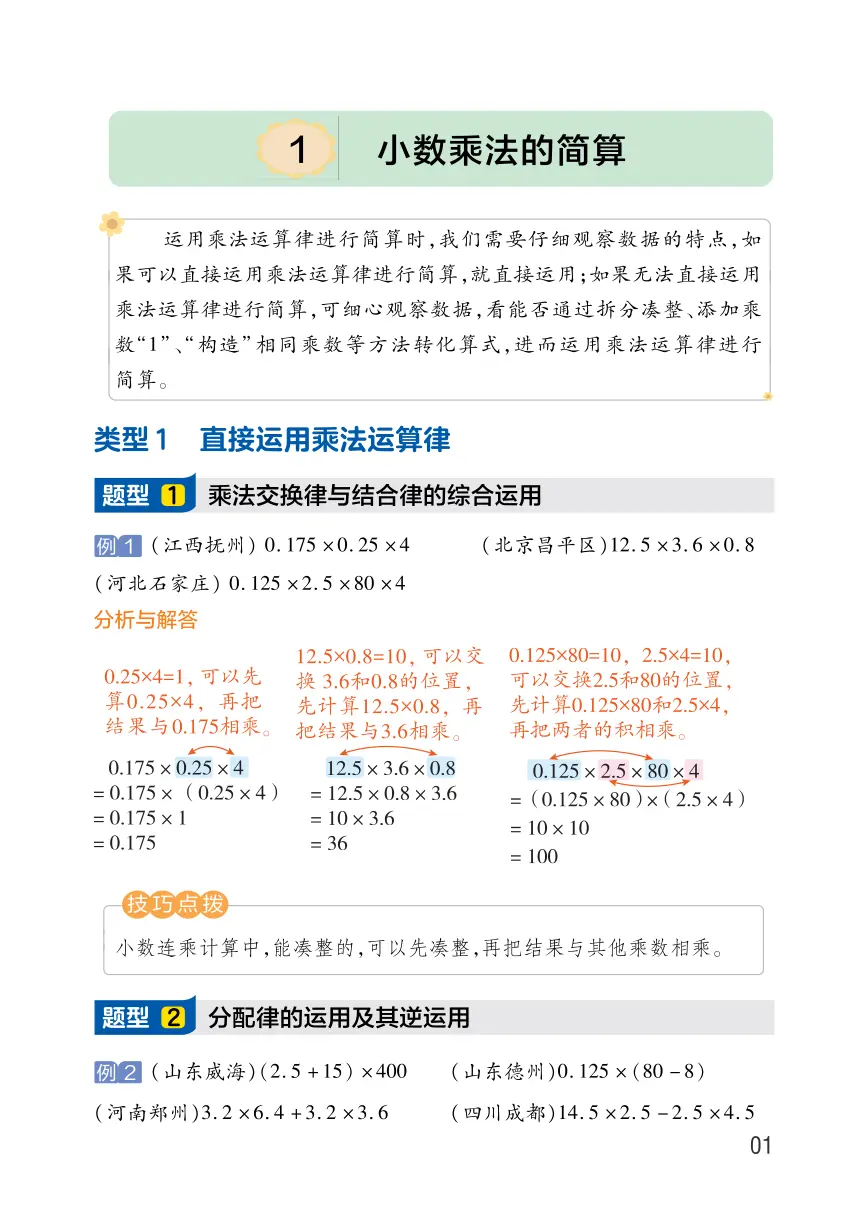 1 小数乘法的简算
运用乘法运算律进行简算时,我们需要仔细观察数据的特点,如
果可以直接运用乘法运算律进行简算,就直接运用;如果无法直接运用
乘法运算律进行简算,可细心观察数据,看能否通过拆分凑整、添加乘
数“1”、“构造”相同乘数等方法转化算式,进而运用乘法运算律进行
简算。
类型1 直接运用乘法运算律
题型 1 乘法交换律与结合律的综合运用
例 1 (江西抚州) 0.175×0.25×4 (北京昌平区)12.5×3.6×0.8
(河北石家庄) 0.125×2.5×80×4
分析与解答
0.25×4=1, 可以先
算0.25×4, 再把
结果与0.175相乘。
0.175×0.25×4
=0.175×(0.25×4)
=0.175×1
=0.175
12.5×0.8=10, 可以交
换 3.6和0.8的位置,
先计算12.5×0.8, 再
把结果与3.6相乘。
12.5×3.6×0.8
=12.5×0.8×3.6
=10×3.6
=36
0.125×80=10, 2.5×4=10,
可以交换2.5和80的位置,
先计算0.125×80和2.5×4,
再把两者的积相乘。
0.125×2.5×80×4
=(0.125×80)×(2.5×4)
=10×10
=100
技巧点拨
小数连乘计算中,能凑整的,可以先凑整,再把结果与其他乘数相乘。
题型 2 分配律的运用及其逆运用
例 2 (山东威海)(2.5+15)×400 (山东德州)0.125×(80-8)
(河南郑州)3.2×6.4+3.2×3.6 (四川成都)14.5×2.5-2.5×4.5
01